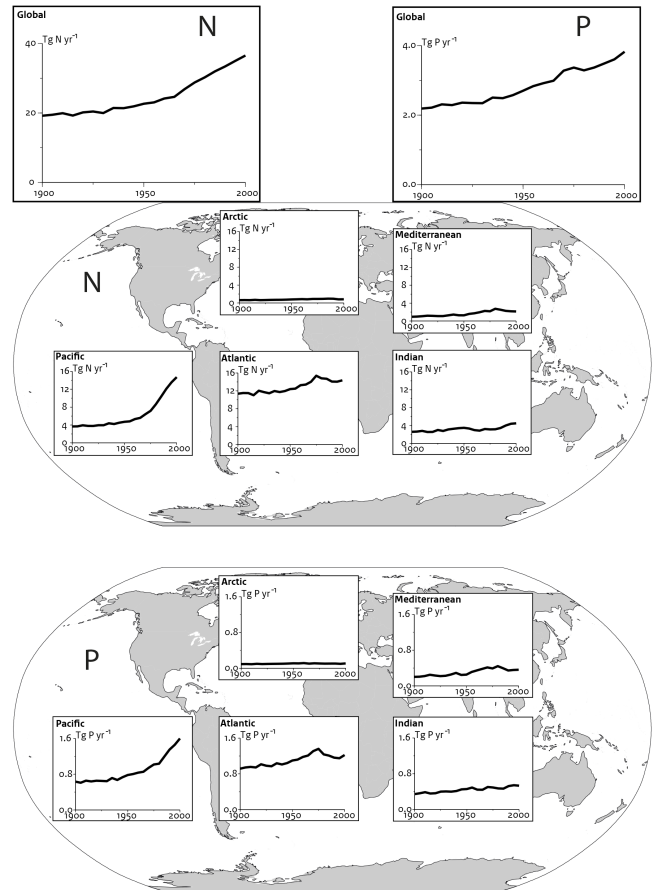 Global
N
Tg N yr⁻¹
40
20
0
1900
1950
2000
Global
P
Tg P yr⁻¹
4.0
2.0
0.0
1900
1950
2000
N
Arctic
Tg N yr⁻¹
16
12
8
4
0
1900
1950
2000
Mediterranean
Tg N yr⁻¹
16
12
8
4
0
1900
1950
2000
Pacific
Tg N yr⁻¹
16
12
8
4
0
1900
1950
2000
Atlantic
Tg N yr⁻¹
16
12
8
4
0
1900
1950
2000
Indian
Tg N yr⁻¹
16
12
8
4
0
1900
1950
2000
P
Arctic
Tg P yr⁻¹
1.6
0.8
0.0
1900
1950
2000
Mediterranean
Tg P yr⁻¹
1.6
0.8
0.0
1900
1950
2000
Pacific
Tg P yr⁻¹
1.6
0.8
0.0
1900
1950
2000
Atlantic
Tg P yr⁻¹
1.6
0.8
0.0
1900
1950
2000
Indian
Tg P yr⁻¹
1.6
0.8
0.0
1900
1950
2000